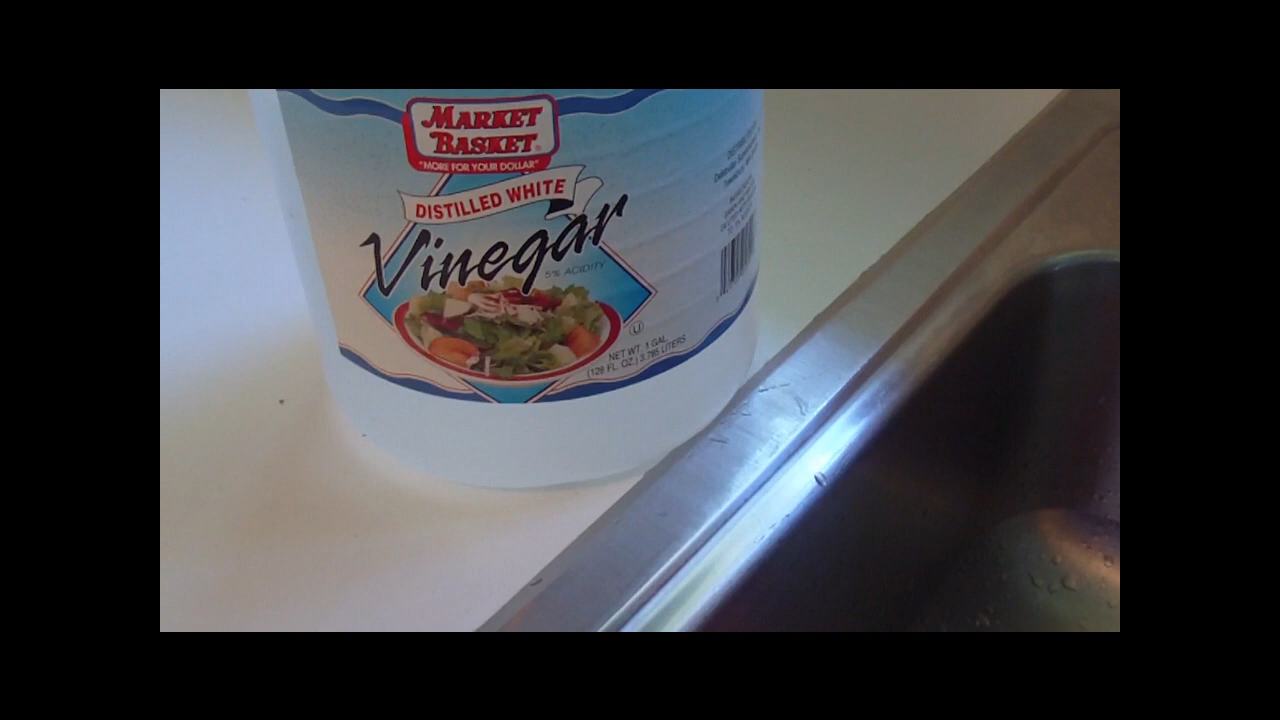 MARKET
BASKET®
"MORE FOR YOUR DOLLAR"
DISTILLED WHITE
Vinegar
5% ACIDITY
U
NET WT. 1 GAL
(128 FL. OZ.) 3.785 LITERS